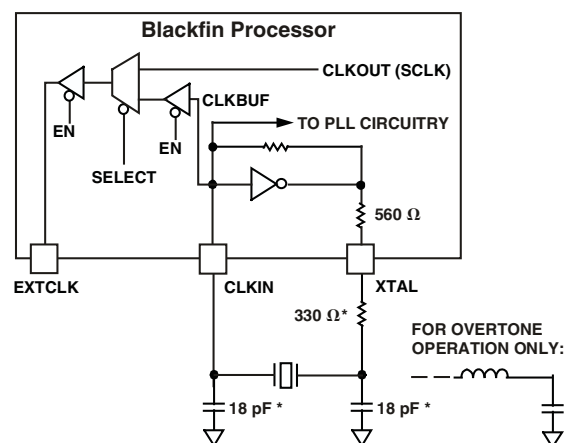 Blackfin Processor
CLKOUT (SCLK)
CLKBUF
TO PLL CIRCUITRY
EN
EN
SELECT
560 Ω
EXTCLK
CLKIN
XTAL
330 Ω*
FOR OVERTONE
OPERATION ONLY:
18 pF *
18 pF *